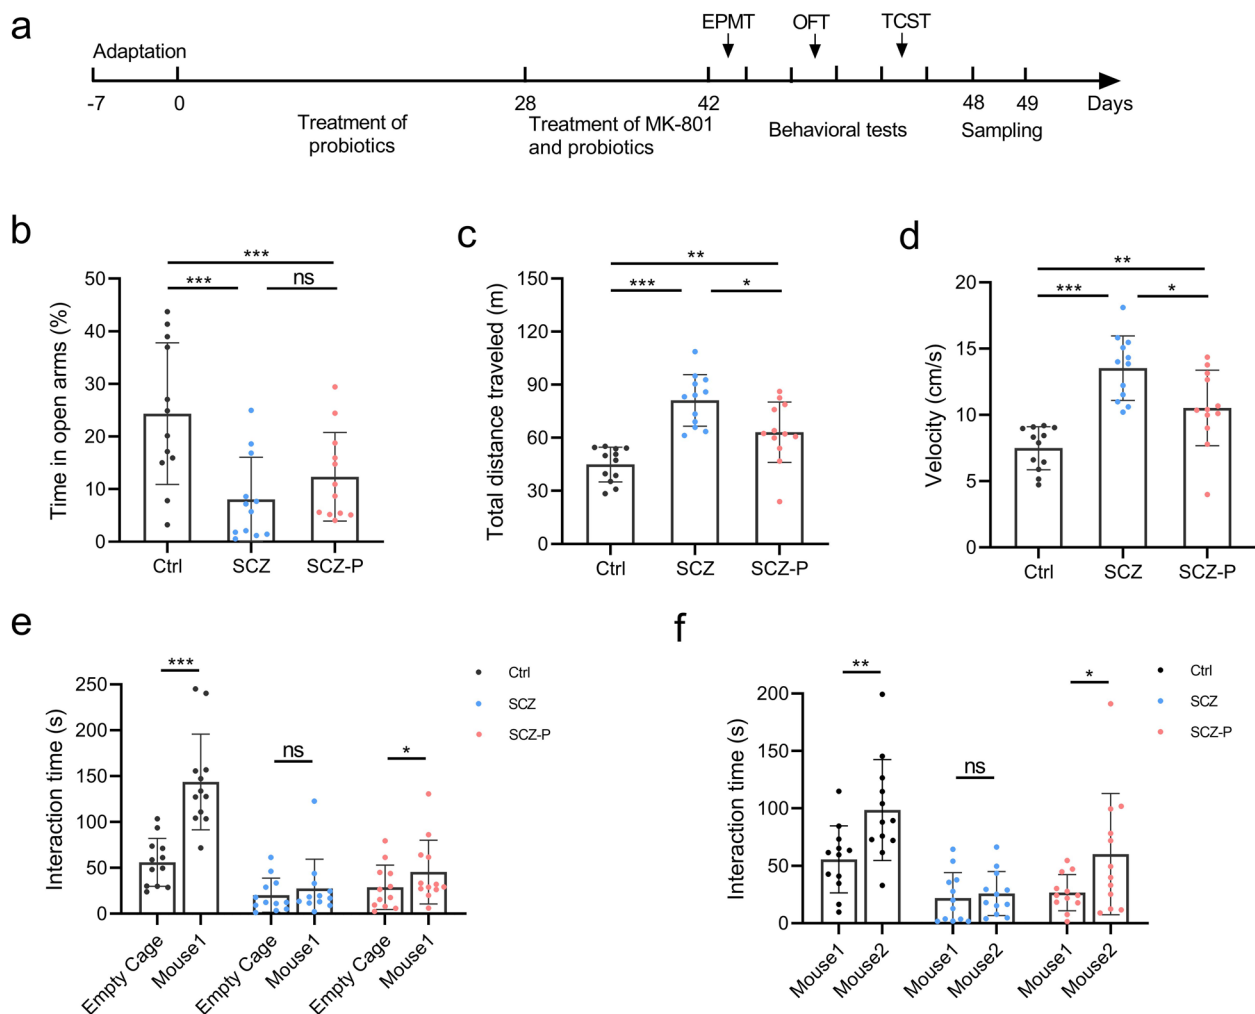 a
EPMT
OFT
TCST
Adaptation
-7
0
28
42
48
49
Days
Treatment of
probiotics
Treatment of MK-801
and probiotics
Behavioral tests
Sampling
b
***
***
ns
Time in open arms (%)
50
40
30
20
10
0
Ctrl
SCZ
SCZ-P
c
**
***
*
Total distance traveled (m)
150
120
90
60
30
0
Ctrl
SCZ
SCZ-P
d
**
***
*
Velocity (cm/s)
20
15
10
5
0
Ctrl
SCZ
SCZ-P
e
***
ns
*
Ctrl
SCZ
SCZ-P
Interaction time (s)
250
200
150
100
50
0
Empty Cage
Mouse1
Empty Cage
Mouse1
Empty Cage
Mouse1
f
**
ns
*
Ctrl
SCZ
SCZ-P
Interaction time (s)
200
150
100
50
0
Mouse1
Mouse2
Mouse1
Mouse2
Mouse1
Mouse2